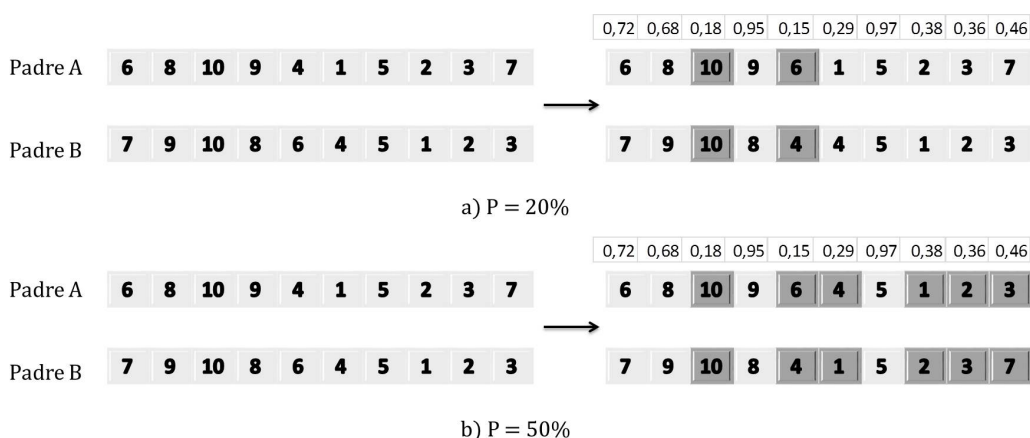 0,72 0,68 0,18 0,95 0,15 0,29 0,97 0,38 0,36 0,46
Padre A 6 8 10 9 4 1 5 2 3 7 6 8 10 9 6 1 5 2 3 7
Padre B 7 9 10 8 6 4 5 1 2 3 7 9 10 8 4 4 5 1 2 3
a) P = 20%
0,72 0,68 0,18 0,95 0,15 0,29 0,97 0,38 0,36 0,46
Padre A 6 8 10 9 4 1 5 2 3 7 6 8 10 9 6 4 5 1 2 3
Padre B 7 9 10 8 6 4 5 1 2 3 7 9 10 8 4 1 5 2 3 7
b) P = 50%